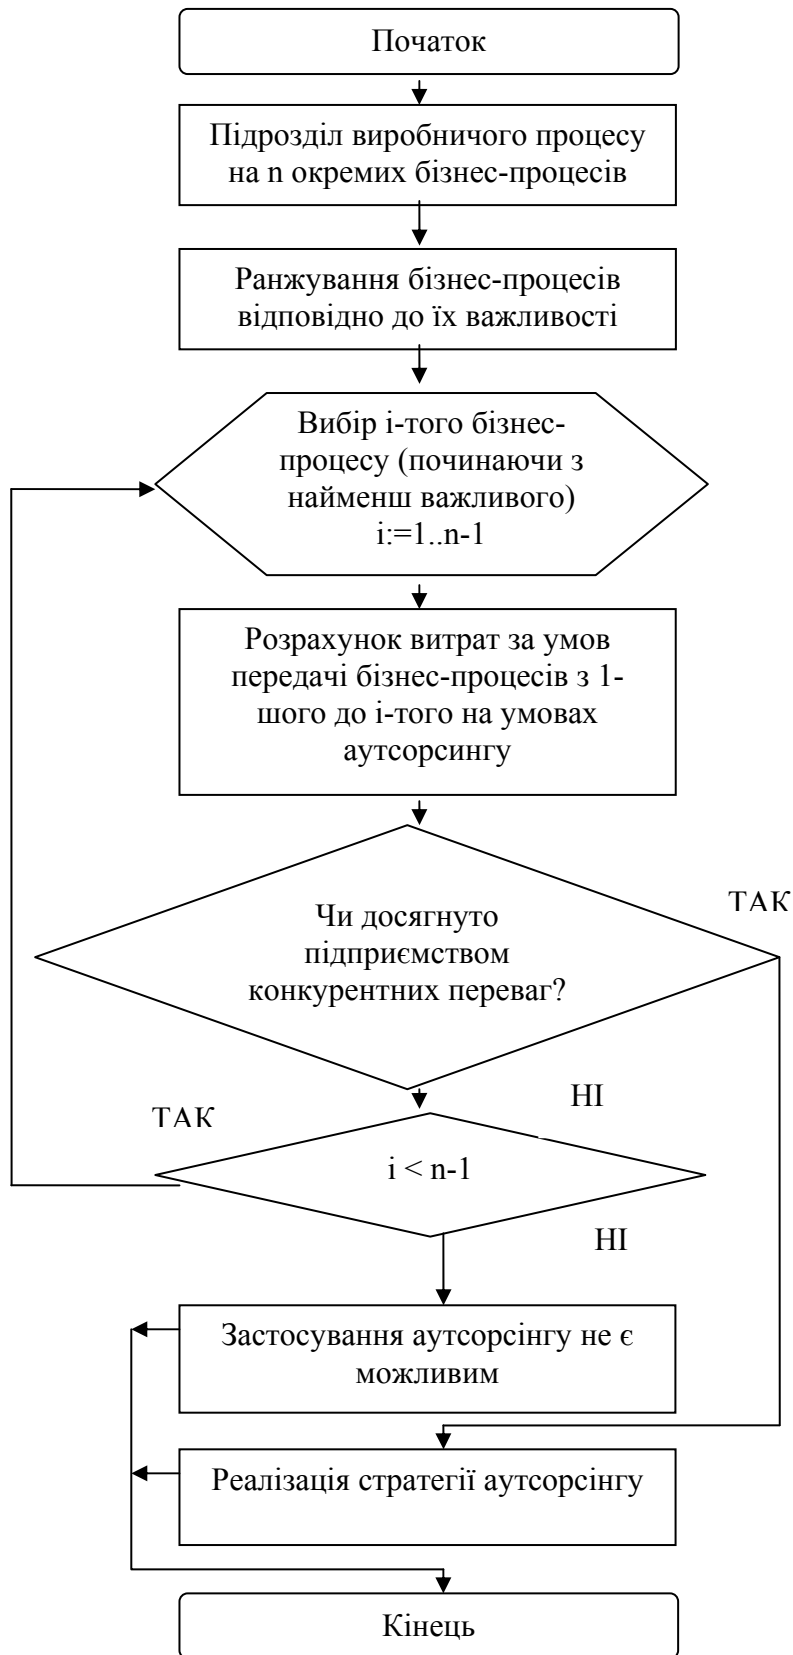 Початок
Підрозділ виробничого процесу
на n окремих бізнес-процесів
Ранжування бізнес-процесів
відповідно до їх важливості
Вибір і-того бізнес-
процесу (починаючи з
найменш важливого)
i:=1..n-1
Розрахунок витрат за умов
передачі бізнес-процесів з 1-
шого до і-того на умовах
аутсорсингу
ТАК
Чи досягнуто
підприємством
конкурентних переваг?
НІ
ТАК
i < n-1
НІ
Застосування аутсорсінгу не є
можливим
Реалізація стратегії аутсорсінгу
Кінець